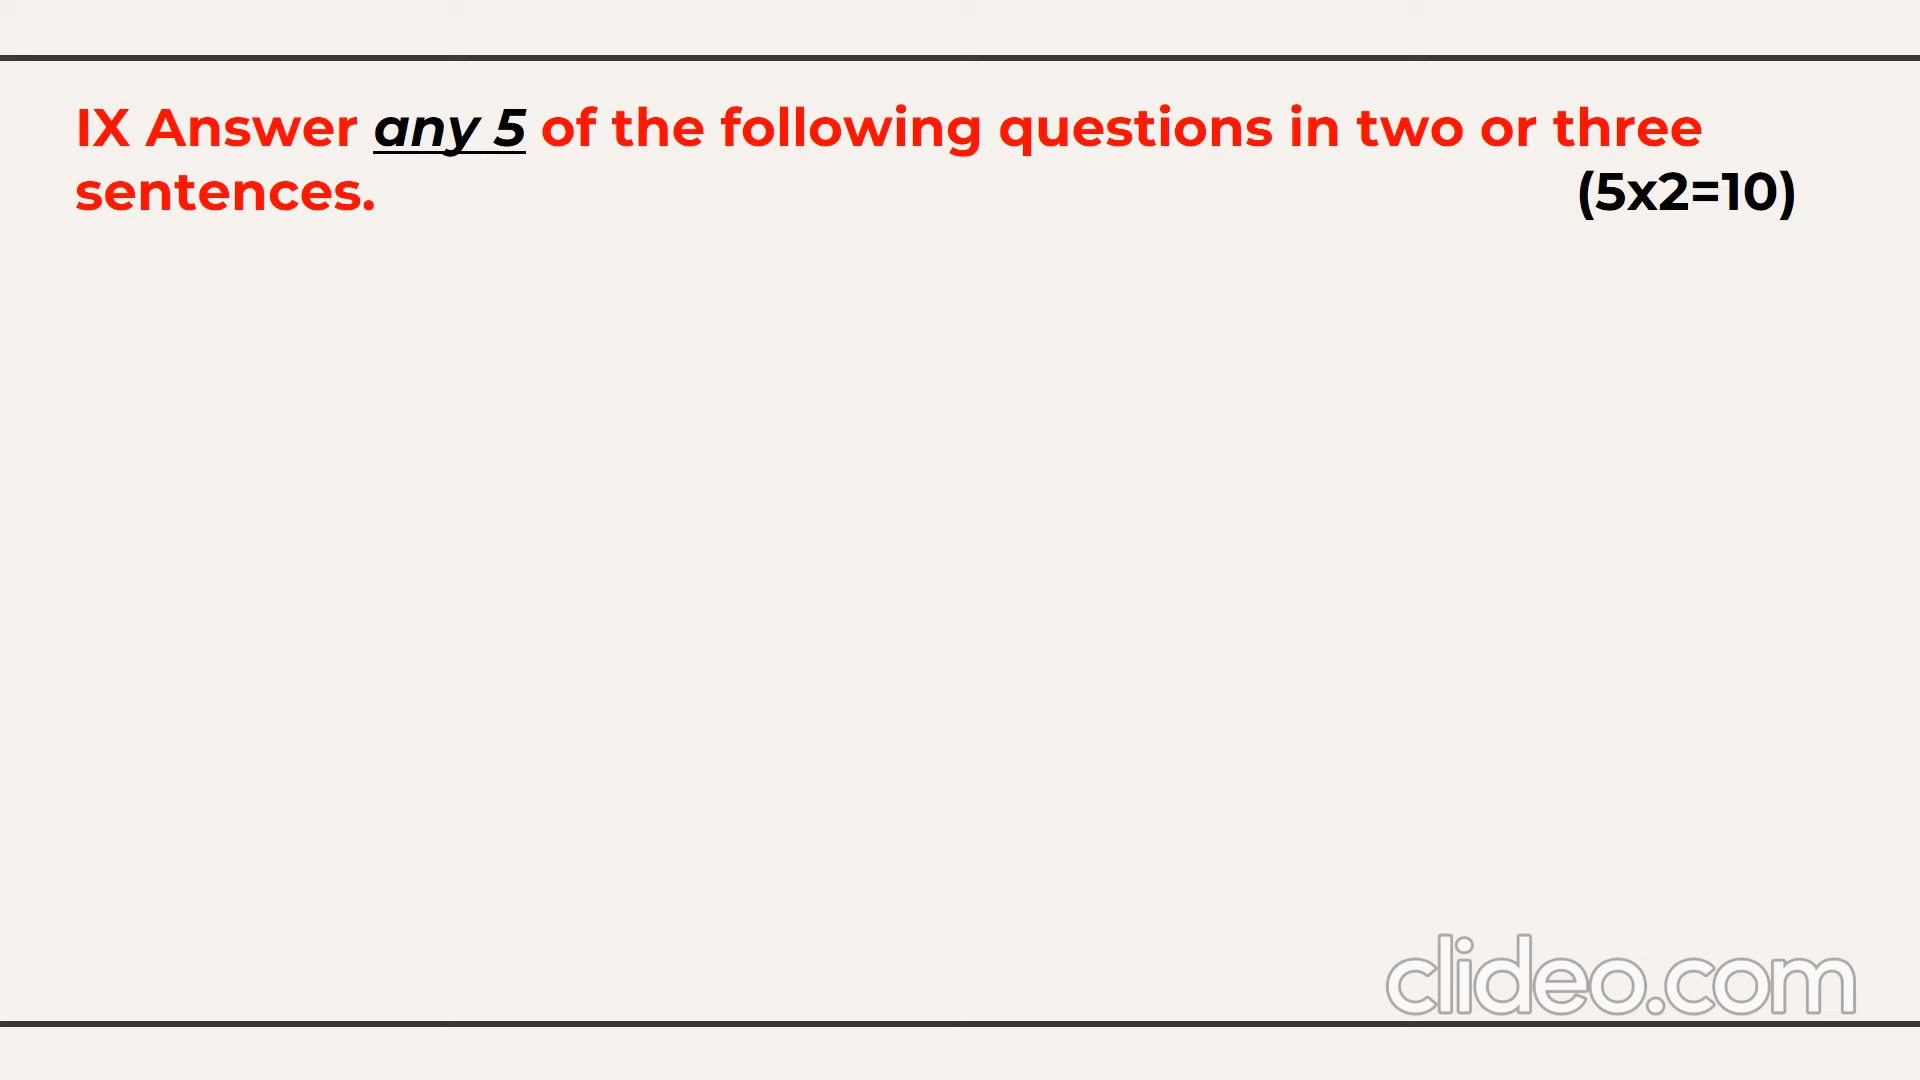 IX Answer any 5 of the following questions in two or three
sentences. (5x2=10)
clideo.com